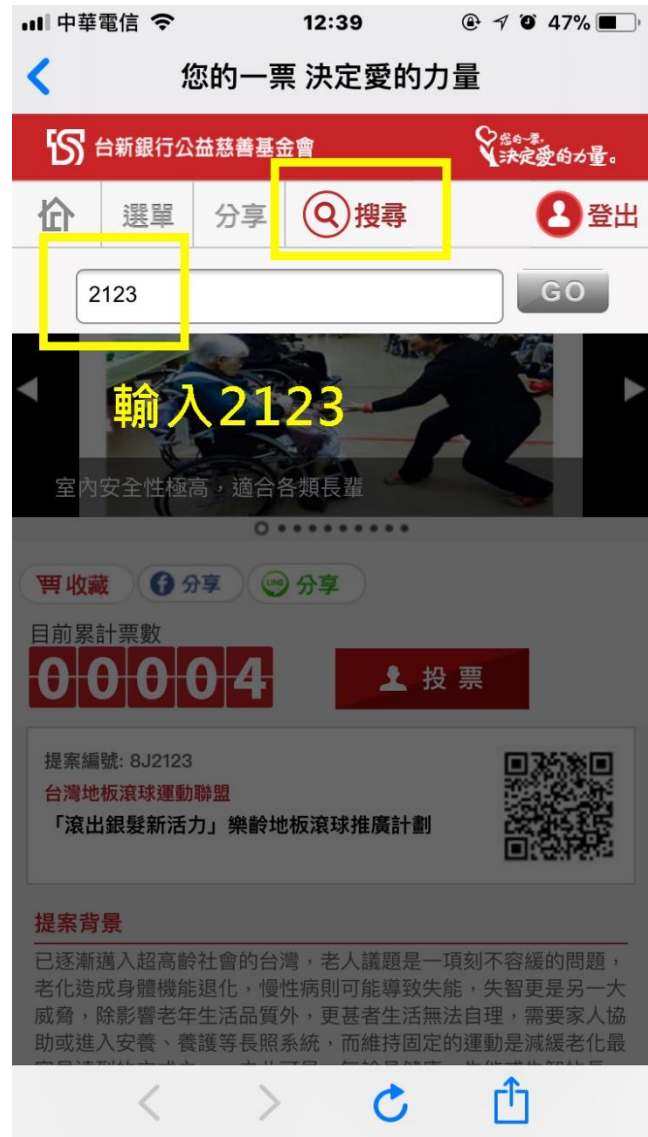 中華電信 12:39 47%
您的一票 決定愛的力量
台新銀行公益慈善基金會 您的一票, 決定愛的力量。
選單 分享 搜尋 登出
2123 GO
輸入2123
室內安全性極高,適合各類長輩
收藏 分享 LINE 分享
目前累計票數
00004 投票
提案編號: 8J2123
台灣地板滾球運動聯盟
「滾出銀髮新活力」樂齡地板滾球推廣計劃
提案背景
已逐漸邁入超高齡社會的台灣,老人議題是一項刻不容緩的問題,
老化造成身體機能退化,慢性病則可能導致失能,失智更是另一大
威脅,除影響老年生活品質外,更甚者生活無法自理,需要家人協
助或進入安養、養護等長照系統,而維持固定的運動是減緩老化最